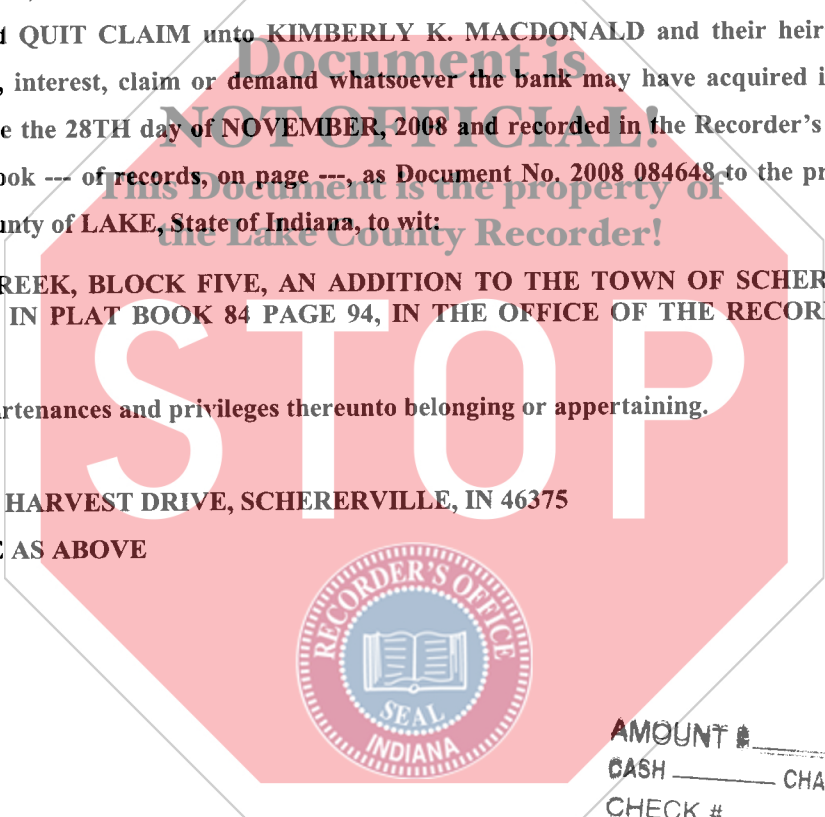 QUIT CLAIM unto KIMBERLY K. MACDONALD and their heir
Document is
, interest, claim or demand whatsoever the bank may have acquired i
NOT OFFICIAL!
e the 28TH day of NOVEMBER, 2008 and recorded in the Recorder's
ook --- of records, on page ---, as Document No. 2008 084648 to the pr
This Document is the property of
unty of LAKE, State of Indiana, to wit:
the Lake County Recorder!
REEK, BLOCK FIVE, AN ADDITION TO THE TOWN OF SCHER
IN PLAT BOOK 84 PAGE 94, IN THE OFFICE OF THE RECOR
STOP
rtenances and privileges thereunto belonging or appertaining.
HARVEST DRIVE, SCHERERVILLE, IN 46375
E AS ABOVE
RECORDER'S OFFICE
SEAL
INDIANA
AMOUNT $
CASH CHA
CHECK #